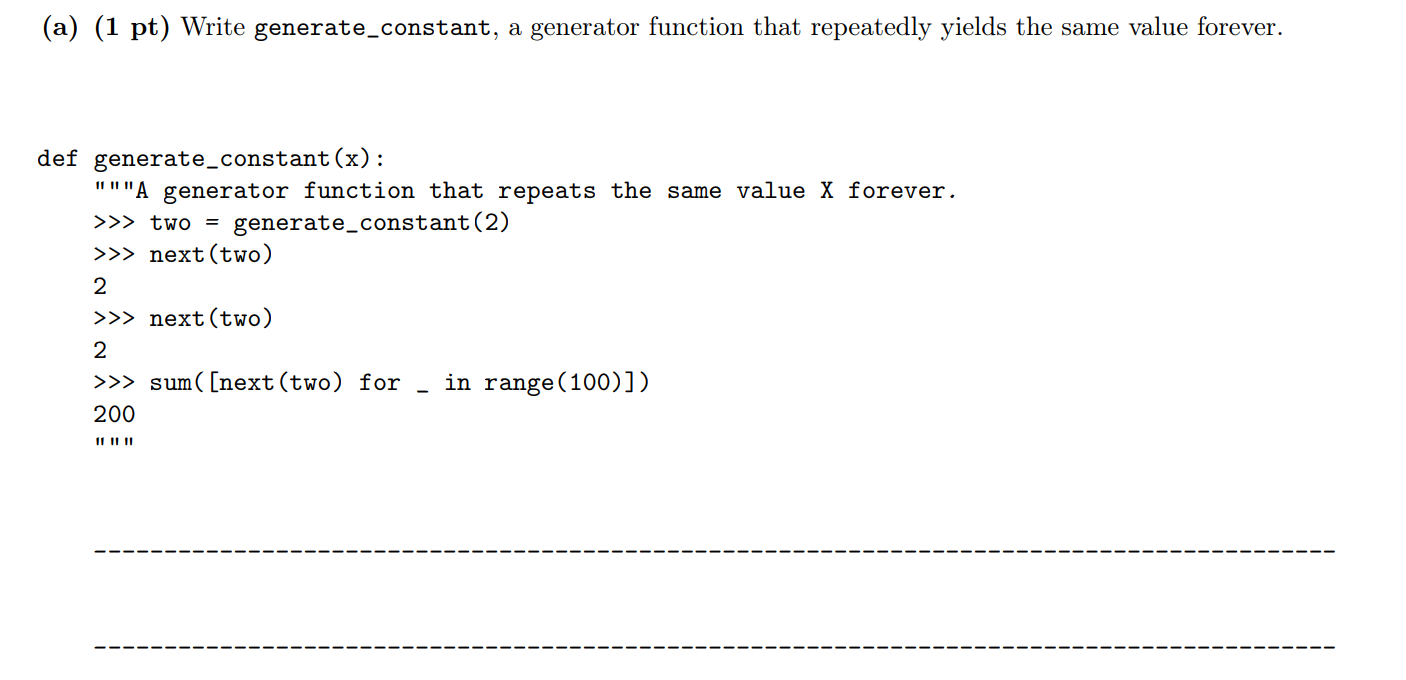 (a) (1 pt) Write generate_constant, a generator function that repeatedly yields the same value forever.
def generate_constant(x):
    """A generator function that repeats the same value X forever.
    >>> two = generate_constant(2)
    >>> next(two)
    2
    >>> next(two)
    2
    >>> sum([next(two) for _ in range(100)])
    200
    """